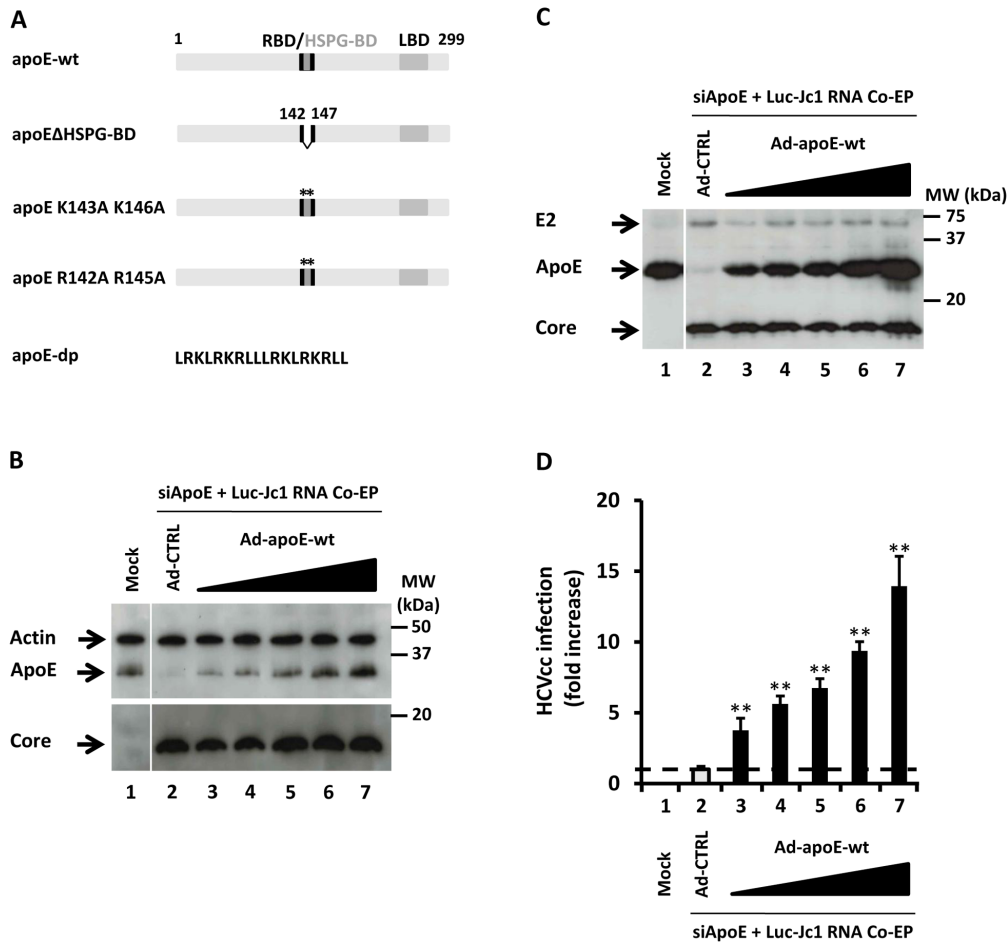 A
1 RBD/HSPG-BD LBD 299
apoE-wt
142 147
apoEΔHSPG-BD
**
apoE K143A K146A
**
apoE R142A R145A
apoE-dp LRKLRKRLLLRKLRKRLL
B
siApoE + Luc-Jc1 RNA Co-EP
Mock
Ad-CTRL
Ad-apoE-wt
MW
(kDa)
Actin
ApoE
Core
50
37
20
1 2 3 4 5 6 7
C
siApoE + Luc-Jc1 RNA Co-EP
Mock
Ad-CTRL
Ad-apoE-wt
MW (kDa)
E2
ApoE
Core
75
37
20
1 2 3 4 5 6 7
D
HCVcc infection
(fold increase)
20
15
10
5
0
**
**
**
**
**
1 2 3 4 5 6 7
Mock
Ad-CTRL
Ad-apoE-wt
siApoE + Luc-Jc1 RNA Co-EP